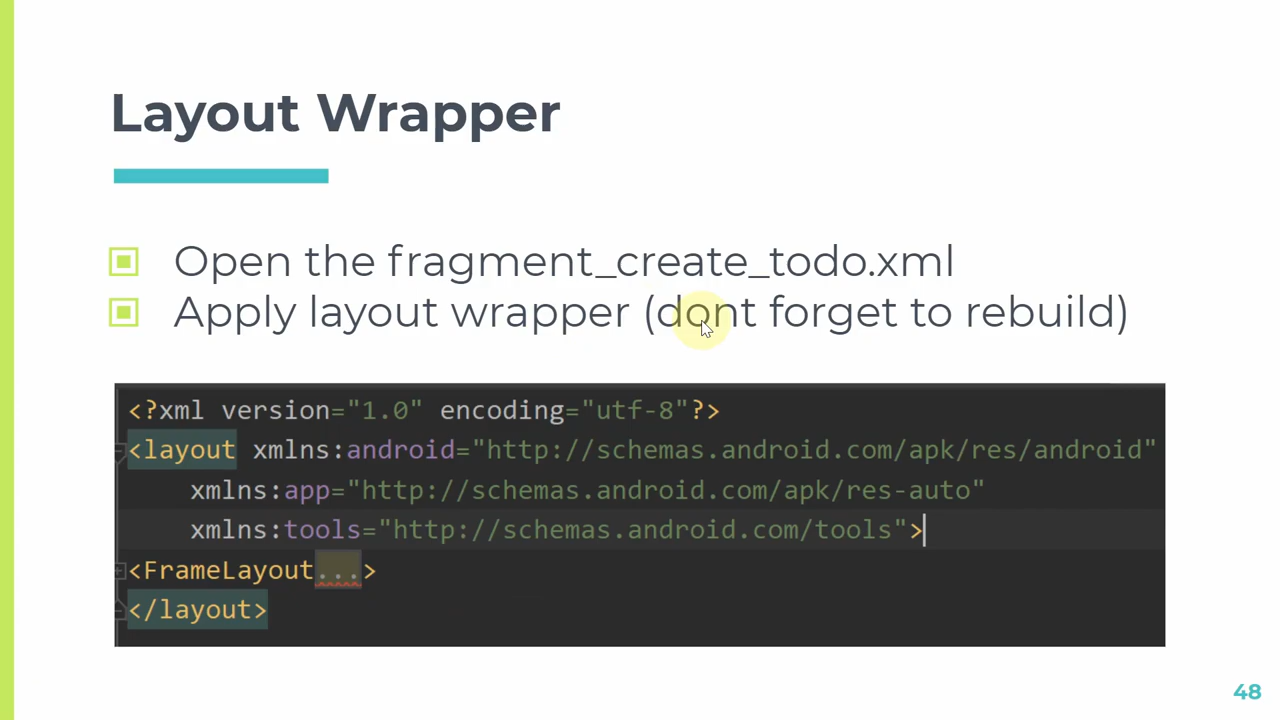 Layout Wrapper
Open the fragment_create_todo.xml
Apply layout wrapper (dont forget to rebuild)
<?xml version="1.0" encoding="utf-8"?>
<layout xmlns:android="http://schemas.android.com/apk/res/android"
xmlns:app="http://schemas.android.com/apk/res-auto"
xmlns:tools="http://schemas.android.com/tools">
<FrameLayout...>
</layout>
48